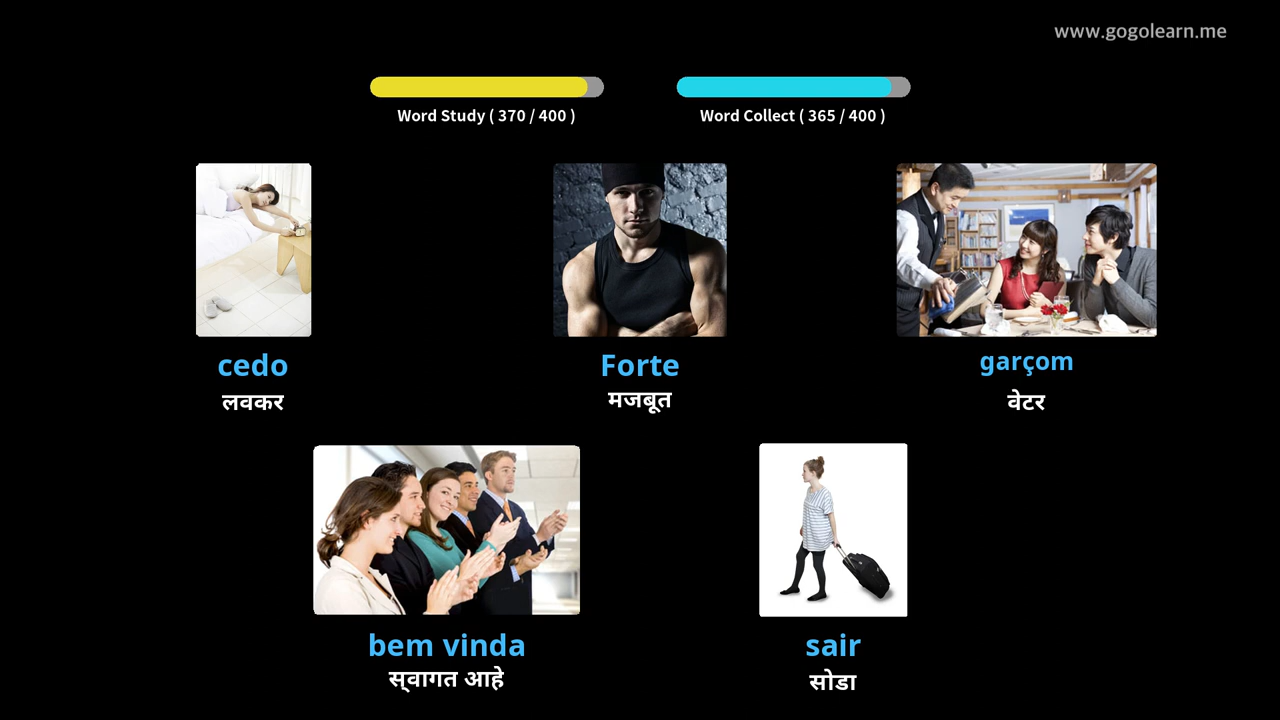 www.gogolearn.me
Word Study ( 370 / 400 )
Word Collect ( 365 / 400 )
cedo
लवकर
Forte
मजबूत
garçom
वेटर
bem vinda
स्वागत आहे
sair
सोडा